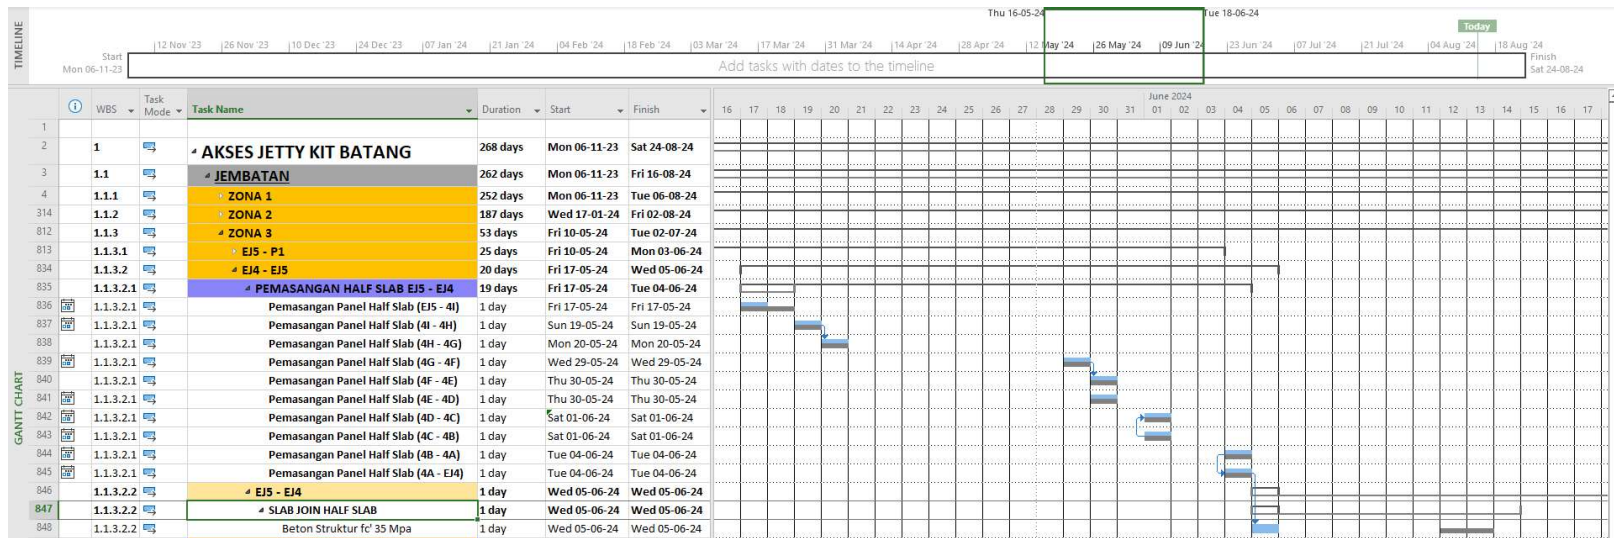 TIMELINE
Thu 16-05-24 Tue 18-06-24
Today
12 Nov '23 26 Nov '23 10 Dec '23 24 Dec '23 07 Jan '24 21 Jan '24 04 Feb '24 18 Feb '24 03 Mar '24 17 Mar '24 31 Mar '24 14 Apr '24 28 Apr '24 12 May '24 26 May '24 09 Jun '24 23 Jun '24 07 Jul '24 21 Jul '24 04 Aug '24 18 Aug '24
Start
Mon 06-11-23
Add tasks with dates to the timeline
Finish
Sat 24-08-24
GANTT CHART
WBS Task Mode Task Name Duration Start Finish
June 2024
16 17 18 19 20 21 22 23 24 25 26 27 28 29 30 31 01 02 03 04 05 06 07 08 09 10 11 12 13 14 15 16 17
1
2 1 AKSES JETTY KIT BATANG 268 days Mon 06-11-23 Sat 24-08-24
3 1.1 JEMBATAN 262 days Mon 06-11-23 Fri 16-08-24
4 1.1.1 ZONA 1 252 days Mon 06-11-23 Tue 06-08-24
314 1.1.2 ZONA 2 187 days Wed 17-01-24 Fri 02-08-24
812 1.1.3 ZONA 3 53 days Fri 10-05-24 Tue 02-07-24
813 1.1.3.1 EJ5 - P1 25 days Fri 10-05-24 Mon 03-06-24
834 1.1.3.2 EJ4 - EJ5 20 days Fri 17-05-24 Wed 05-06-24
835 1.1.3.2.1 PEMASANGAN HALF SLAB EJ5 - EJ4 19 days Fri 17-05-24 Tue 04-06-24
836 1.1.3.2.1 Pemasangan Panel Half Slab (EJ5 - 4I) 1 day Fri 17-05-24 Fri 17-05-24
837 1.1.3.2.1 Pemasangan Panel Half Slab (4I - 4H) 1 day Sun 19-05-24 Sun 19-05-24
838 1.1.3.2.1 Pemasangan Panel Half Slab (4H - 4G) 1 day Mon 20-05-24 Mon 20-05-24
839 1.1.3.2.1 Pemasangan Panel Half Slab (4G - 4F) 1 day Wed 29-05-24 Wed 29-05-24
840 1.1.3.2.1 Pemasangan Panel Half Slab (4F - 4E) 1 day Thu 30-05-24 Thu 30-05-24
841 1.1.3.2.1 Pemasangan Panel Half Slab (4E - 4D) 1 day Thu 30-05-24 Thu 30-05-24
842 1.1.3.2.1 Pemasangan Panel Half Slab (4D - 4C) 1 day Sat 01-06-24 Sat 01-06-24
843 1.1.3.2.1 Pemasangan Panel Half Slab (4C - 4B) 1 day Sat 01-06-24 Sat 01-06-24
844 1.1.3.2.1 Pemasangan Panel Half Slab (4B - 4A) 1 day Tue 04-06-24 Tue 04-06-24
845 1.1.3.2.1 Pemasangan Panel Half Slab (4A - EJ4) 1 day Tue 04-06-24 Tue 04-06-24
846 1.1.3.2.2 EJ5 - EJ4 1 day Wed 05-06-24 Wed 05-06-24
847 1.1.3.2.2 SLAB JOIN HALF SLAB 1 day Wed 05-06-24 Wed 05-06-24
848 1.1.3.2.2 Beton Struktur fc' 35 Mpa 1 day Wed 05-06-24 Wed 05-06-24